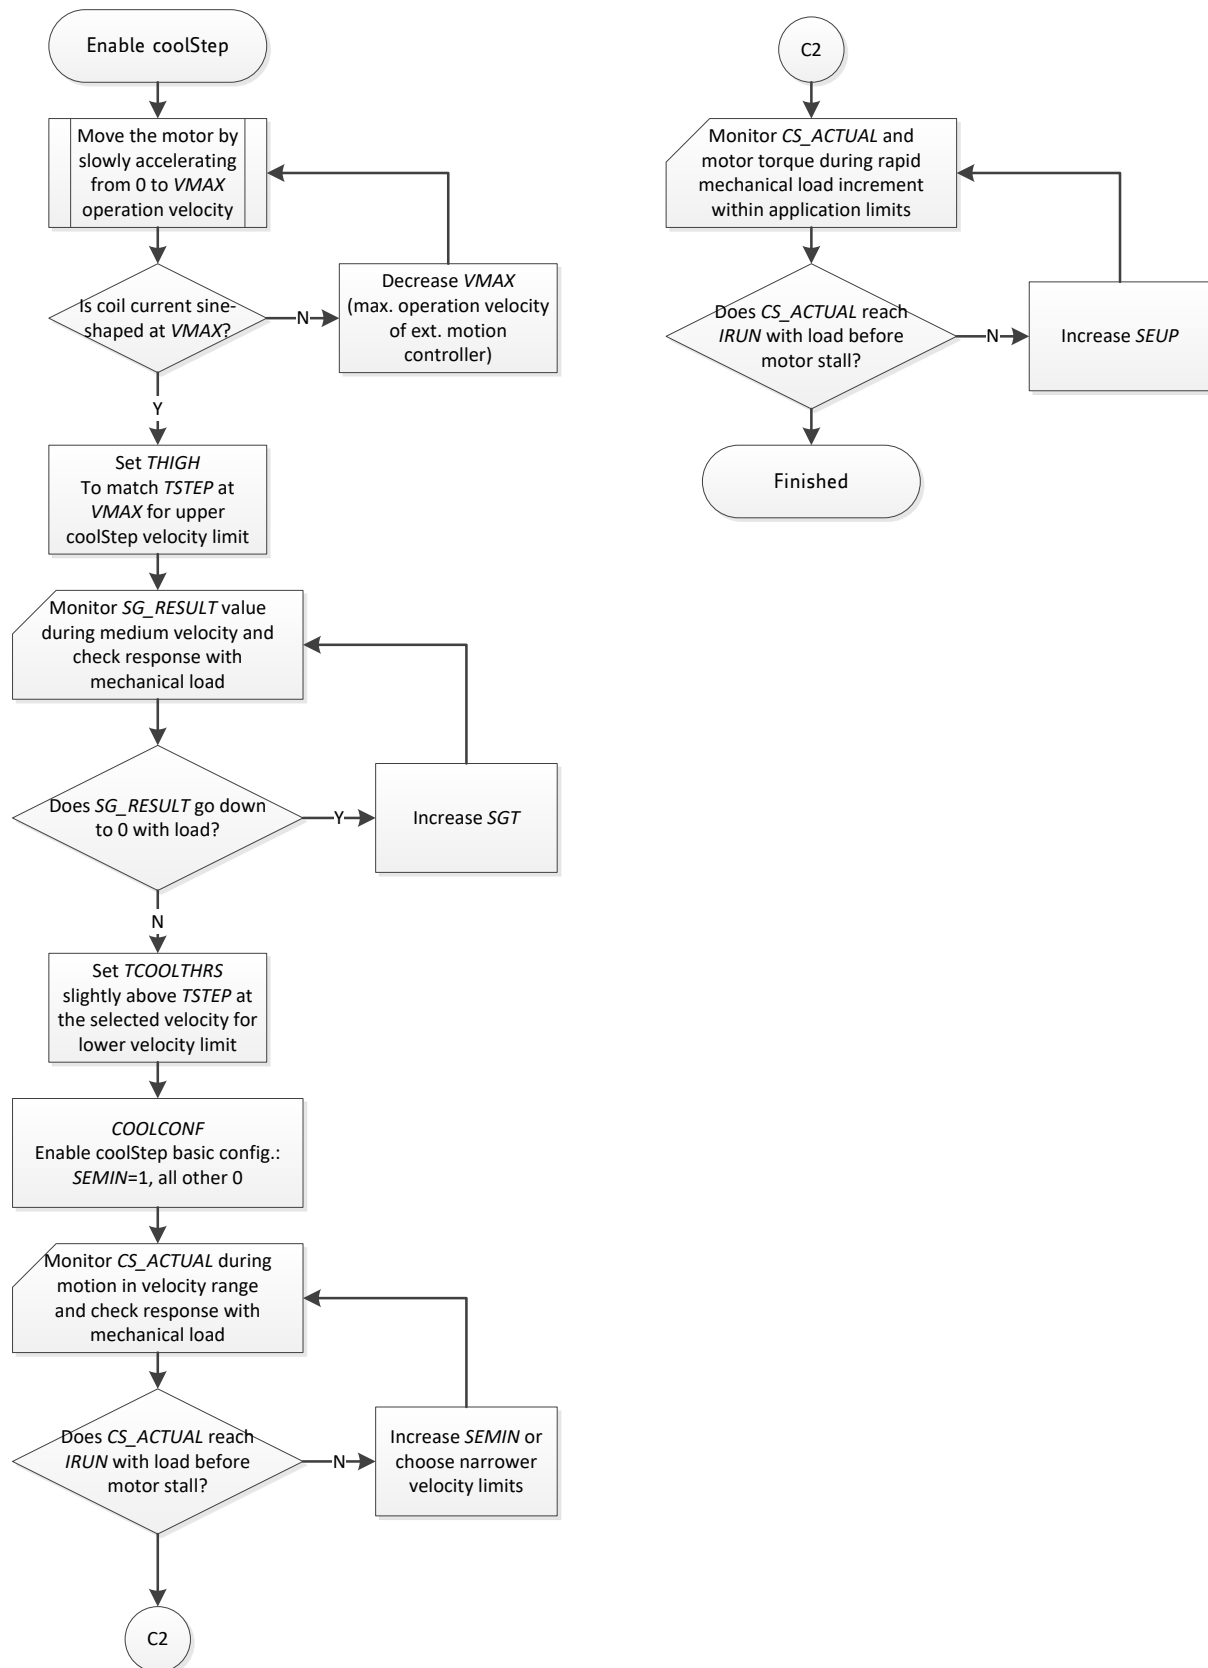 Enable coolStep
Move the motor by
slowly accelerating
from 0 to VMAX
operation velocity
Is coil current sine-
shaped at VMAX?
N
Decrease VMAX
(max. operation velocity
of ext. motion
controller)
Y
Set THIGH
To match TSTEP at
VMAX for upper
coolStep velocity limit
Monitor SG_RESULT value
during medium velocity and
check response with
mechanical load
Does SG_RESULT go down
to 0 with load?
Y
Increase SGT
N
Set TCOOLTHRS
slightly above TSTEP at
the selected velocity for
lower velocity limit
COOLCONF
Enable coolStep basic config.:
SEMIN=1, all other 0
Monitor CS_ACTUAL during
motion in velocity range
and check response with
mechanical load
Does CS_ACTUAL reach
IRUN with load before
motor stall?
N
Increase SEMIN or
choose narrower
velocity limits
C2
C2
Monitor CS_ACTUAL and
motor torque during rapid
mechanical load increment
within application limits
Does CS_ACTUAL reach
IRUN with load before
motor stall?
N
Increase SEUP
Finished